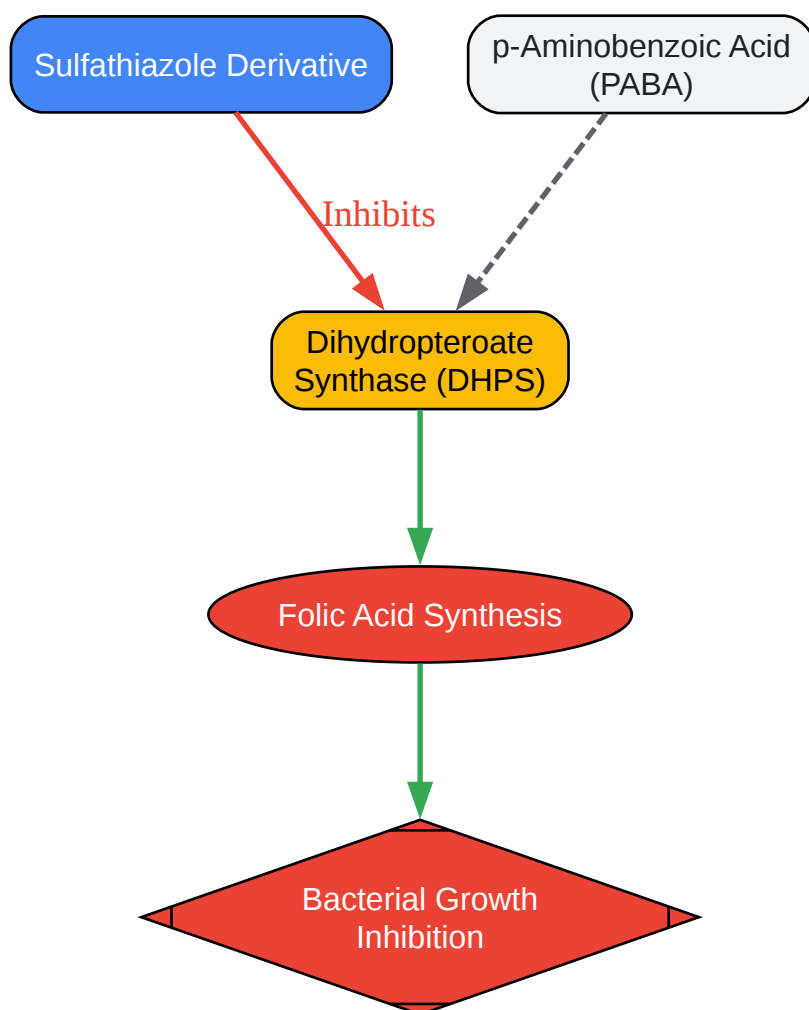 Sulfathiazole Derivative
p-Aminobenzoic Acid
(PABA)
Inhibits
Dihydropteroate
Synthase (DHPS)
Folic Acid Synthesis
Bacterial Growth
Inhibition